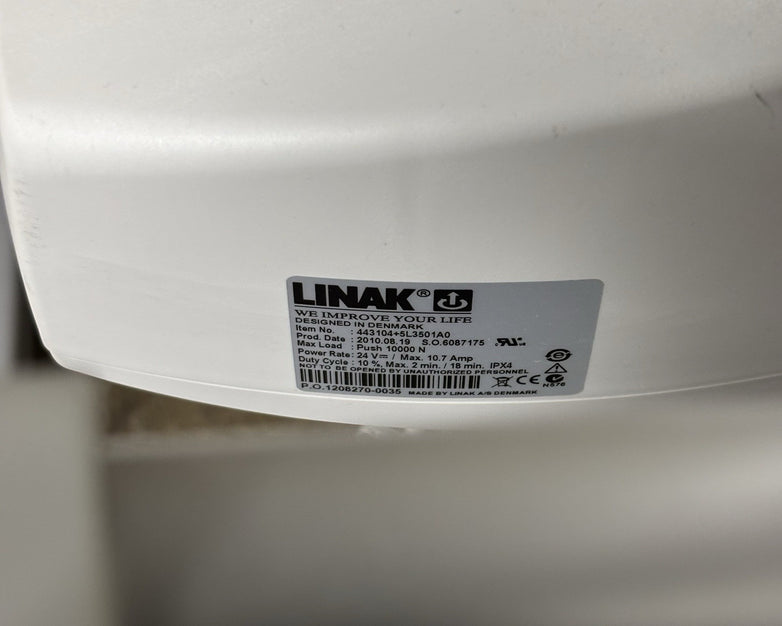 LINAK®
WE IMPROVE YOUR LIFE
DESIGNED IN DENMARK
Item No. : 443104+5L3501A0
Prod. Date : 2010.08.19 S.O.6087175
Max Load : Push 10000 N
Power Rate : 24 V⎓ / Max. 10.7 Amp
Duty Cycle : 10 %, Max. 2 min. / 18 min. IPX4
NOT TO BE OPENED BY UNAUTHORIZED PERSONNEL
P.O.1208270-0035 MADE BY LINAK A/S DENMARK
CE
N576